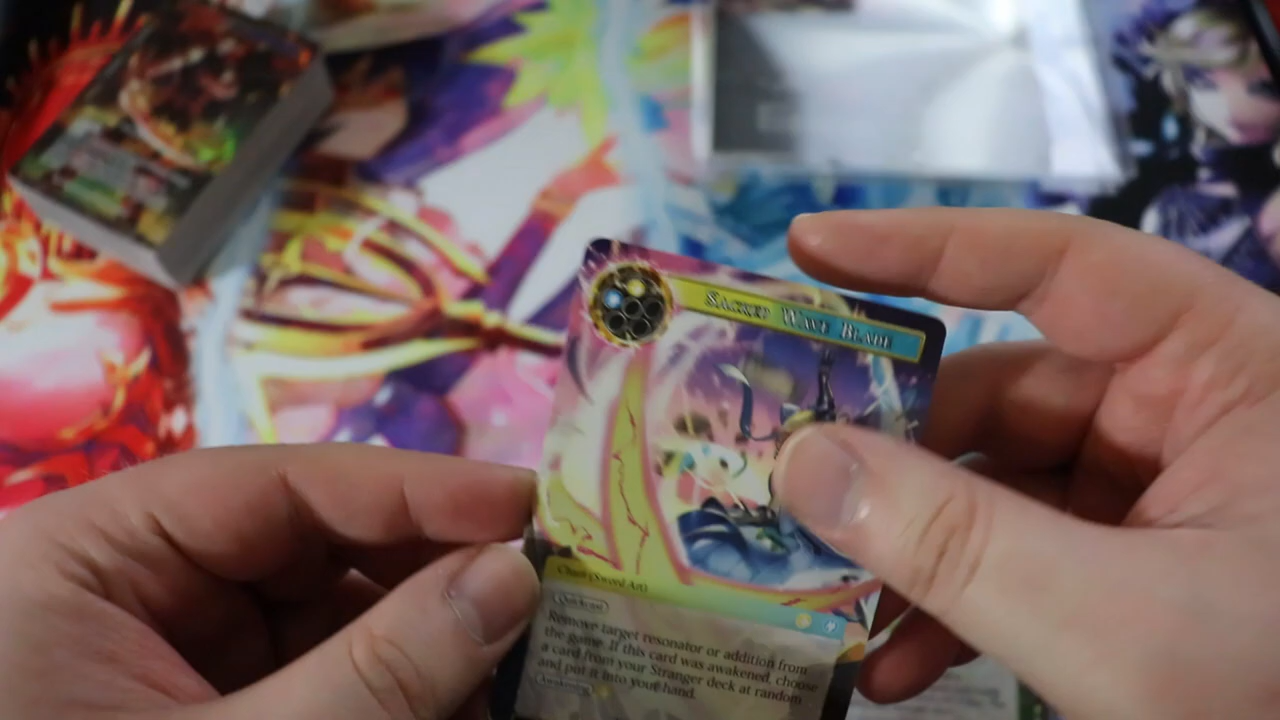 Sacred Wave Blade
Chant (Sword Art)
Quickcast
Remove target resonator or addition from
the game. If this card was awakened, choose
a card from your Stranger deck at random
and put it into your hand.
Awakening